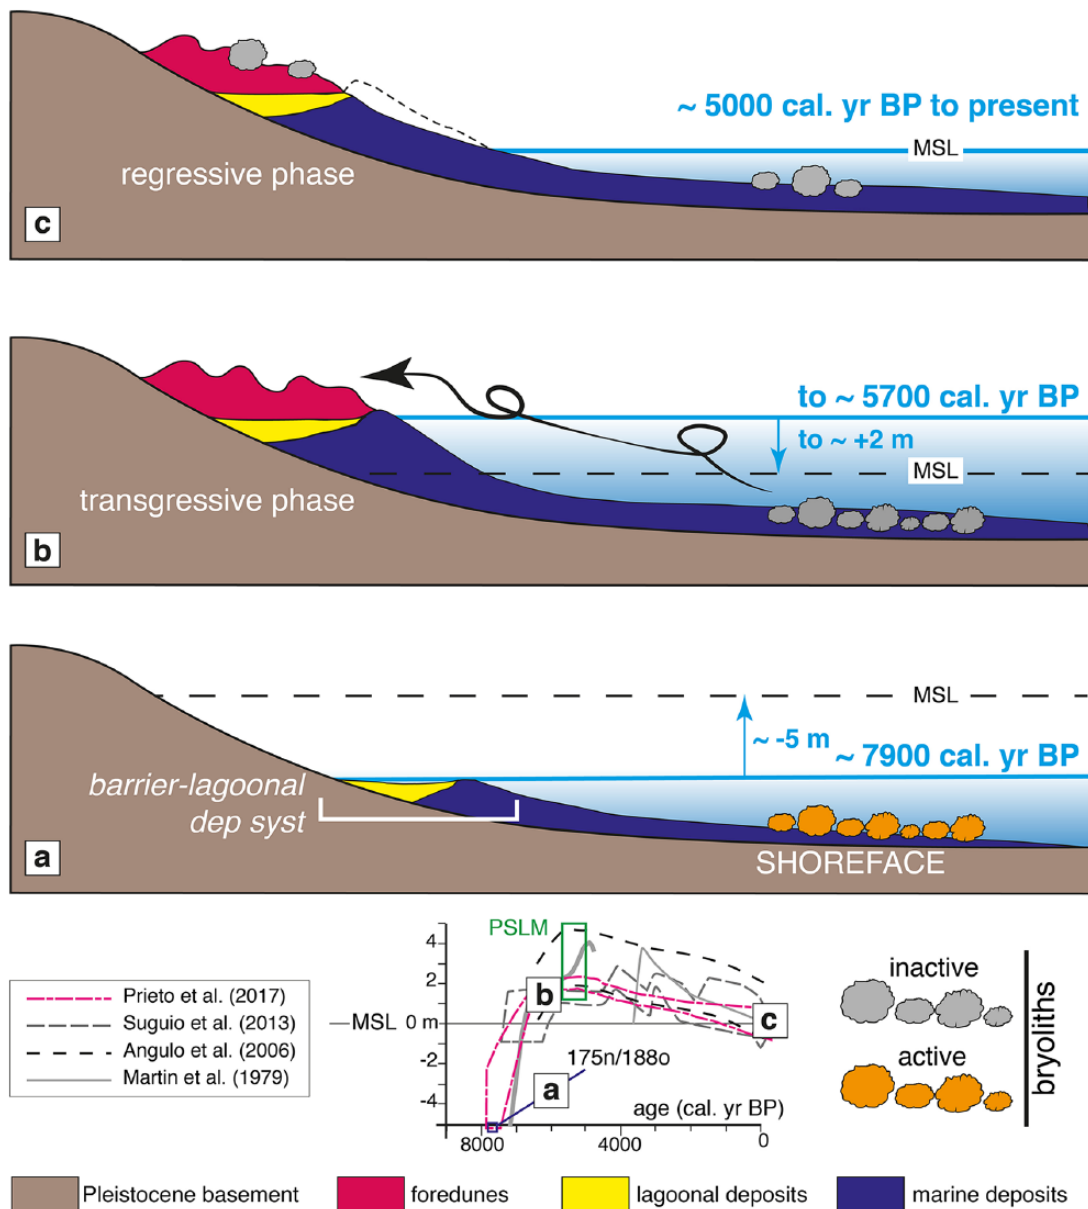 ~ 5000 cal. yr BP to present
MSL
regressive phase
c
to ~ 5700 cal. yr BP
to ~ +2 m
MSL
transgressive phase
b
MSL
~ -5 m
~ 7900 cal. yr BP
barrier-lagoonal
dep syst
a
SHOREFACE
Prieto et al. (2017)
Suguio et al. (2013)
Angulo et al. (2006)
Martin et al. (1979)
PSLM
4
2
MSL 0 m
-2
-4
b
c
a
175n/188o
age (cal. yr BP)
8000
4000
0
inactive
active
bryoliths
Pleistocene basement
foredunes
lagoonal deposits
marine deposits